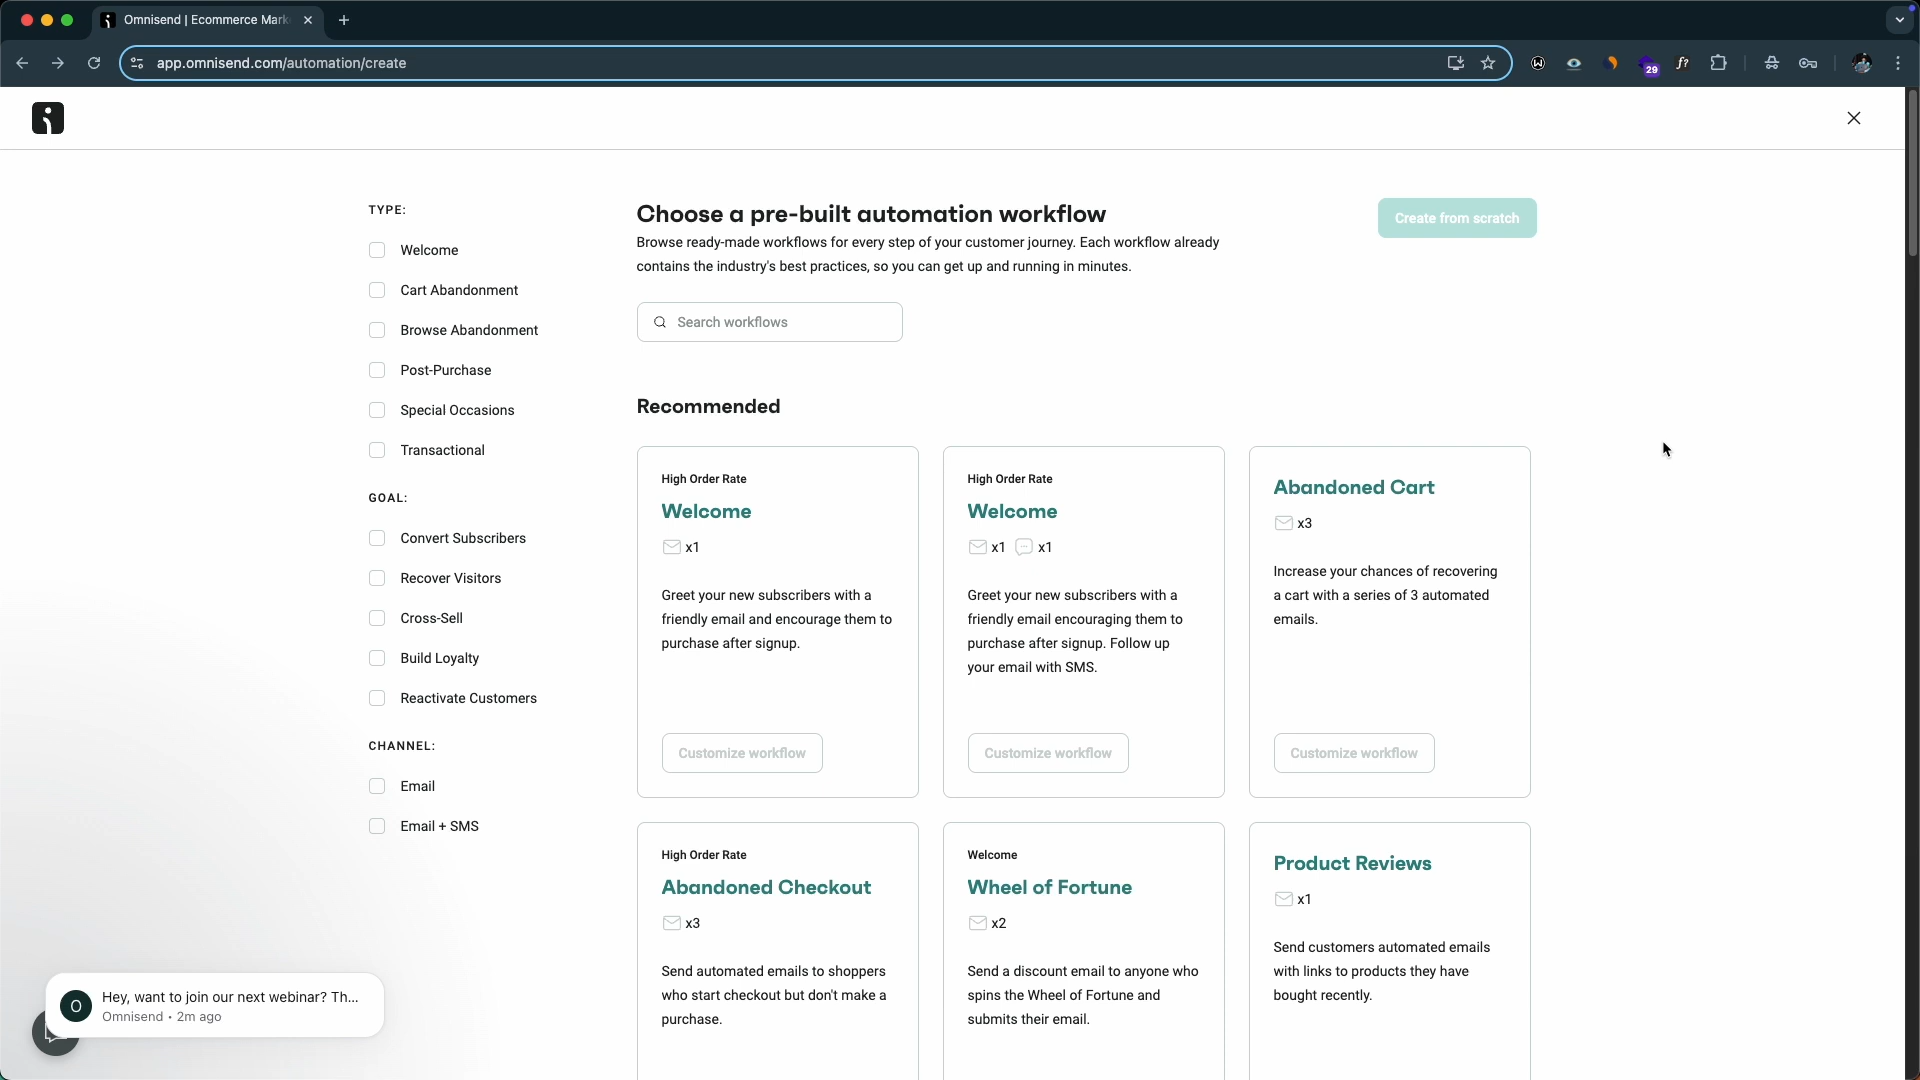 Omnisend | Ecommerce Mark
app.omnisend.com/automation/create
29
f?
TYPE:
Welcome
Cart Abandonment
Browse Abandonment
Post-Purchase
Special Occasions
Transactional
GOAL:
Convert Subscribers
Recover Visitors
Cross-Sell
Build Loyalty
Reactivate Customers
CHANNEL:
Email
Email + SMS
Choose a pre-built automation workflow
Browse ready-made workflows for every step of your customer journey. Each workflow already
contains the industry's best practices, so you can get up and running in minutes.
Create from scratch
Search workflows
Recommended
High Order Rate
Welcome
x1
Greet your new subscribers with a
friendly email and encourage them to
purchase after signup.
Customize workflow
High Order Rate
Welcome
x1 x1
Greet your new subscribers with a
friendly email encouraging them to
purchase after signup. Follow up
your email with SMS.
Customize workflow
Abandoned Cart
x3
Increase your chances of recovering
a cart with a series of 3 automated
emails.
Customize workflow
High Order Rate
Abandoned Checkout
x3
Send automated emails to shoppers
who start checkout but don't make a
purchase.
Welcome
Wheel of Fortune
x2
Send a discount email to anyone who
spins the Wheel of Fortune and
submits their email.
Product Reviews
x1
Send customers automated emails
with links to products they have
bought recently.
O
Hey, want to join our next webinar? Th...
Omnisend • 2m ago